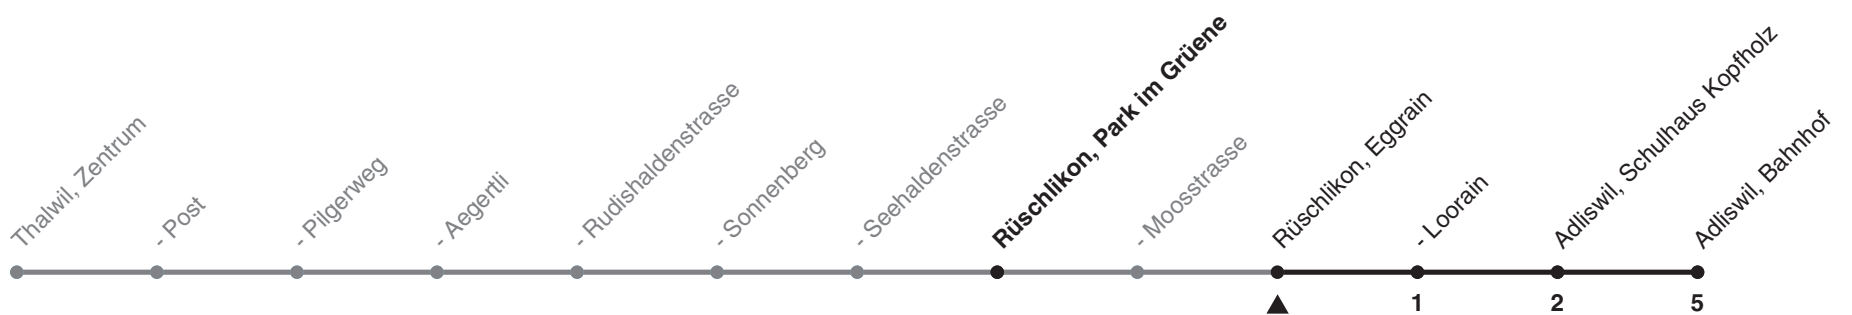 Thalwil, Zentrum
- Post
- Pilgerweg
- Aegertli
- Rudishaldenstrasse
- Sonnenberg
- Seehaldenstrasse
Rüschlikon, Park im Grüene
- Moosstrasse
Rüschlikon, Eggrain
- Loorain
Adliswil, Schulhaus Kopfholz
Adliswil, Bahnhof
1
2
5